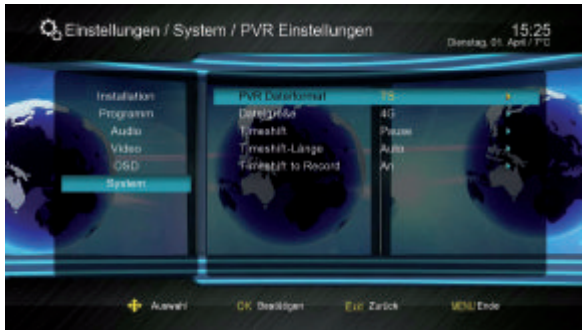 Einstellungen / System / PVR Einstellungen
15:25
Dienstag, 01. April / 7°C
Installation
Programm
Audio
Video
OSD
System
PVR Dateiformat TS
Dateigröße 4G
Timeshift Pause
Timeshift-Länge Auto
Timeshift to Record An
Auswahl OK Bestätigen Exit Zurück MENU Ende